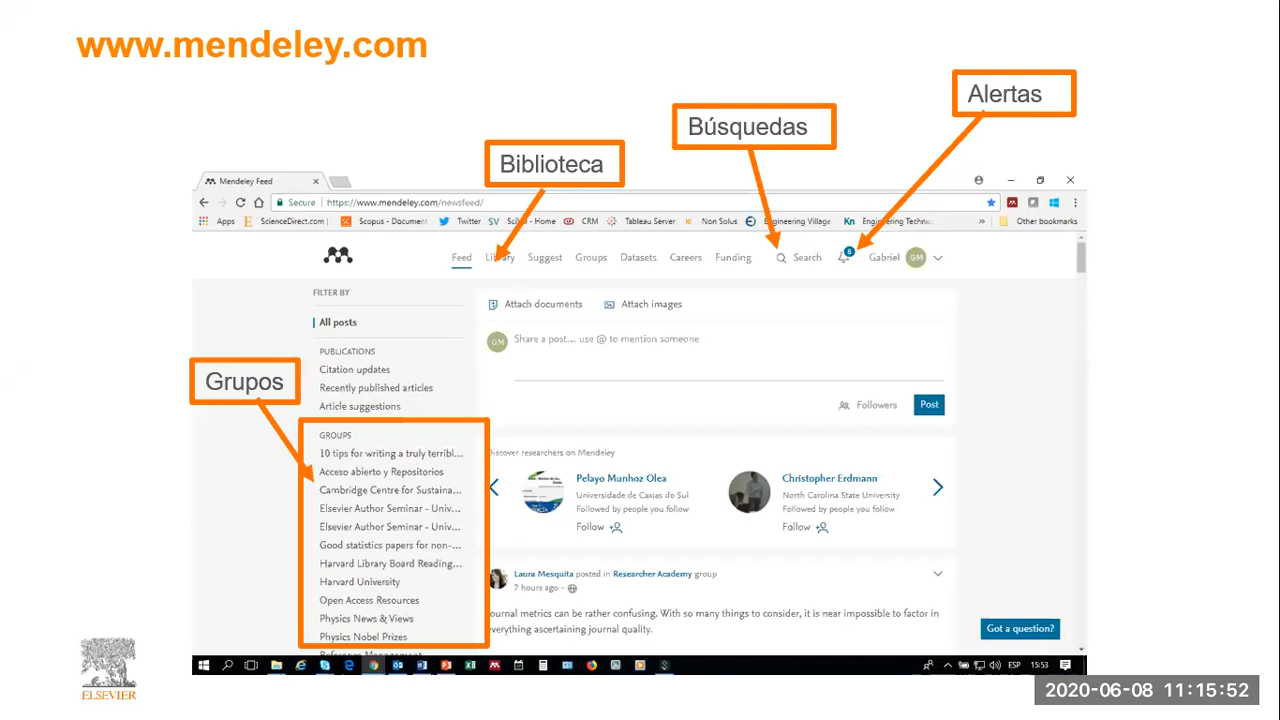 www.mendeley.com
Alertas
Búsquedas
Biblioteca
Mendeley Feed
Secure
https://www.mendeley.com/newsfeed/
Apps
ScienceDirect.com
Scopus - Document
Twitter
CRM
Tableau Server
Non Solus
Engineering Village
Kn
Other bookmarks
Feed
Library
Suggest
Groups
Datasets
Careers
Funding
Search
8
Gabriel
GM
FILTER BY
All posts
PUBLICATIONS
Citation updates
Recently published articles
Article suggestions
Attach documents
Attach images
GM
Share a post... use @ to mention someone
Followers
Post
Grupos
GROUPS
10 tips for writing a truly terribl...
Acceso abierto y Repositorios
Cambridge Centre for Sustaina...
Elsevier Author Seminar - Univ...
Elsevier Author Seminar - Univ...
Good statistics papers for non-...
Harvard Library Board Reading...
Harvard University
Open Access Resources
Physics News & Views
Physics Nobel Prizes
Discover researchers on Mendeley
Pelayo Munhoz Olea
Universidade de Caxias do Sul
Followed by people you follow
Follow
Christopher Erdmann
North Carolina State University
Followed by people you follow
Follow
Laura Mesquita posted in Researcher Academy group
7 hours ago -
ournal metrics can be rather confusing. With so many things to consider, it is near impossible to factor in
everything ascertaining journal quality.
Got a question?
ESP
15:53
ELSEVIER
2020-06-08 11:15:52